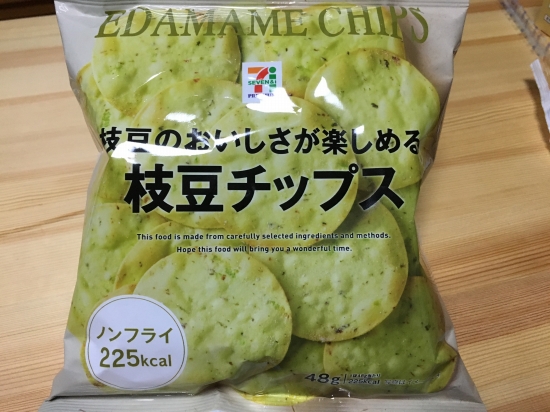 EDAMAME CHIPS
7i
SEVEN&i
枝豆のおいしさが楽しめる
枝豆チップス
This food is made from carefully selected ingredients and methods.
Hope this food will bring you a wonderful time.
ノンフライ
225kcal
48g
225kcal